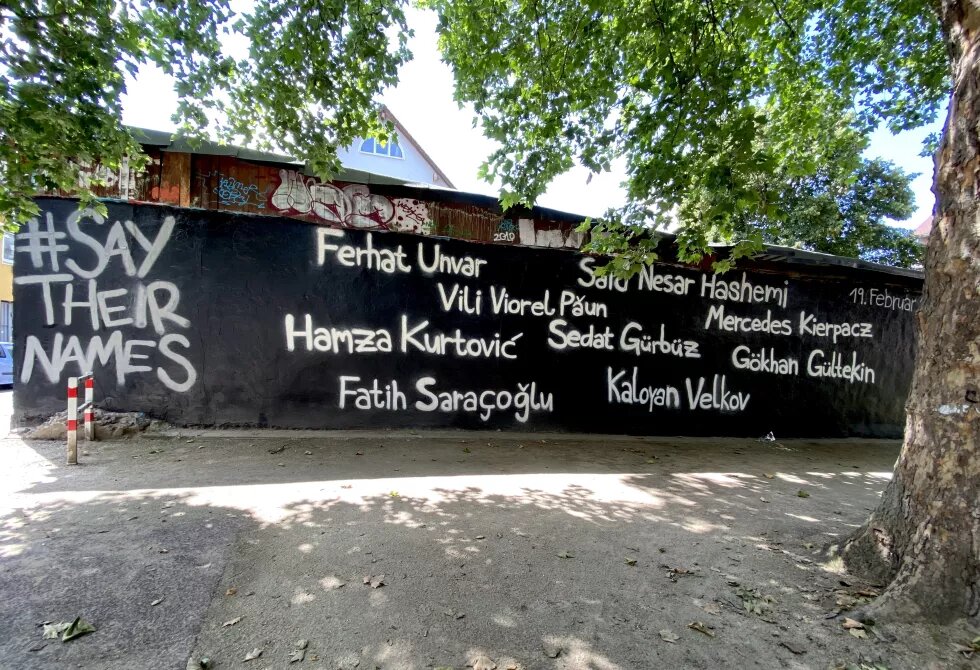 #SAY
THEIR
NAMES
Ferhat Unvar
Said Nesar Hashemi
Vili Viorel Păun
19. Februar
Mercedes Kierpacz
Hamza Kurtović
Sedat Gürbüz
Gökhan Gültekin
Fatih Saraçoğlu
Kaloyan Velkov
2019